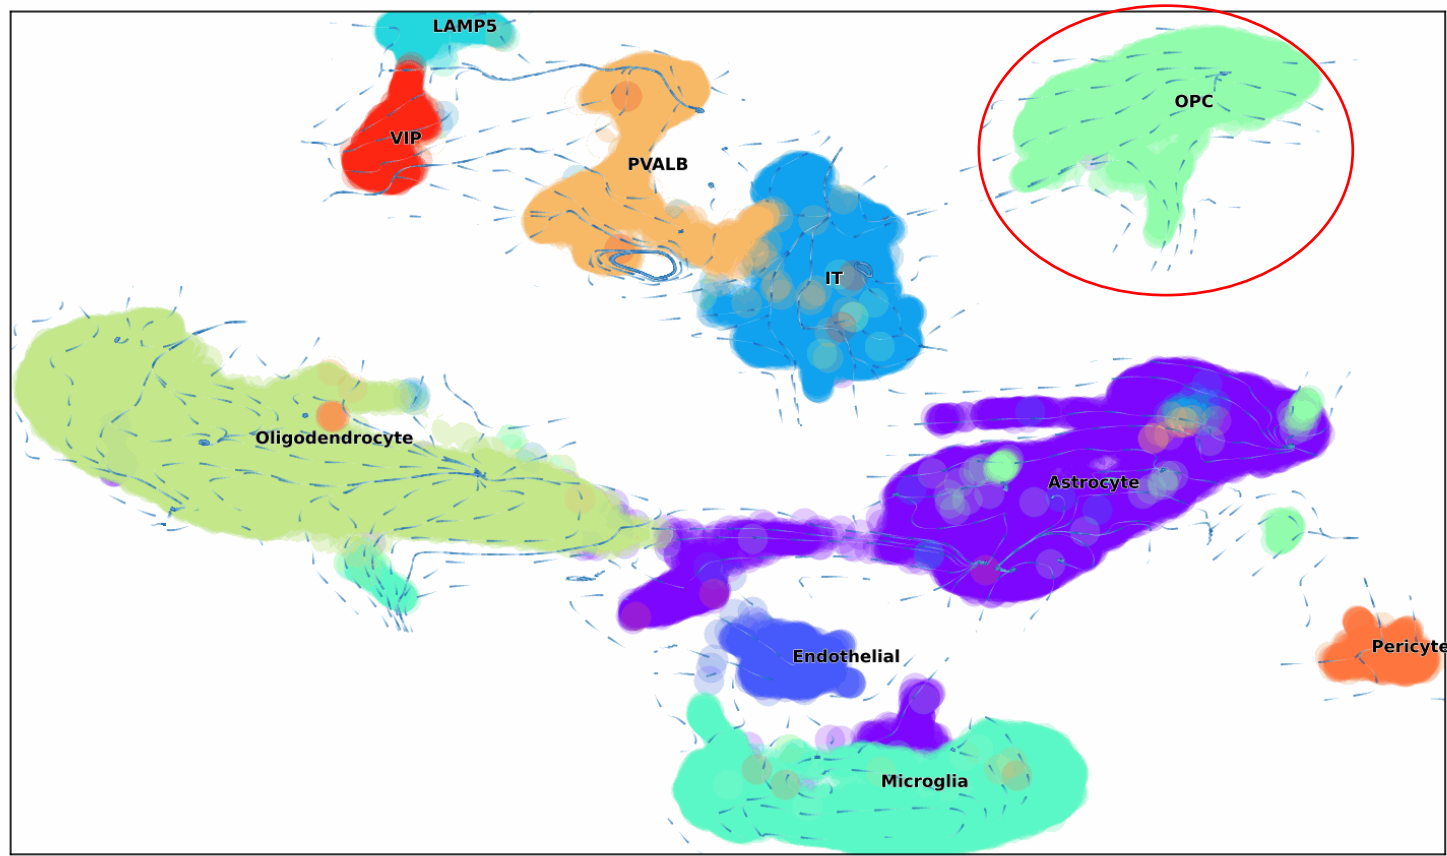 LAMP5
OPC
VIP
PVALB
IT
Oligodendrocyte
Astrocyte
Pericyte
Endothelial
Microglia